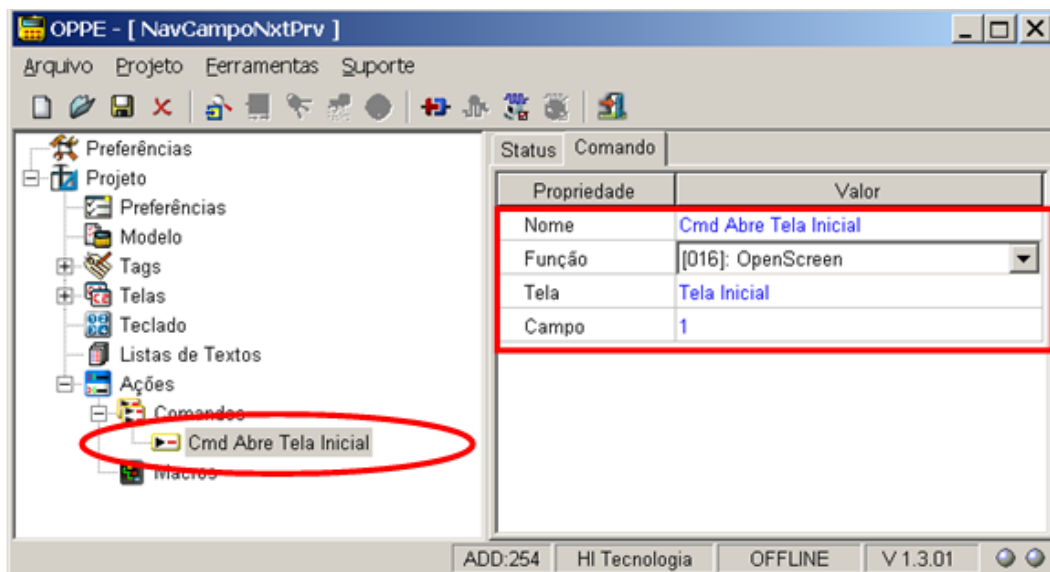 OPPE - [ NavCampoNxtPrv ]
Arquivo Projeto Ferramentas Suporte
Preferências
Projeto
Preferências
Modelo
Tags
Telas
Teclado
Listas de Textos
Ações
Comandos
Cmd Abre Tela Inicial
Macros
Status Comando
Propriedade Valor
Nome Cmd Abre Tela Inicial
Função [016]: OpenScreen
Tela Tela Inicial
Campo 1
ADD:254 HI Tecnologia OFFLINE V 1.3.01